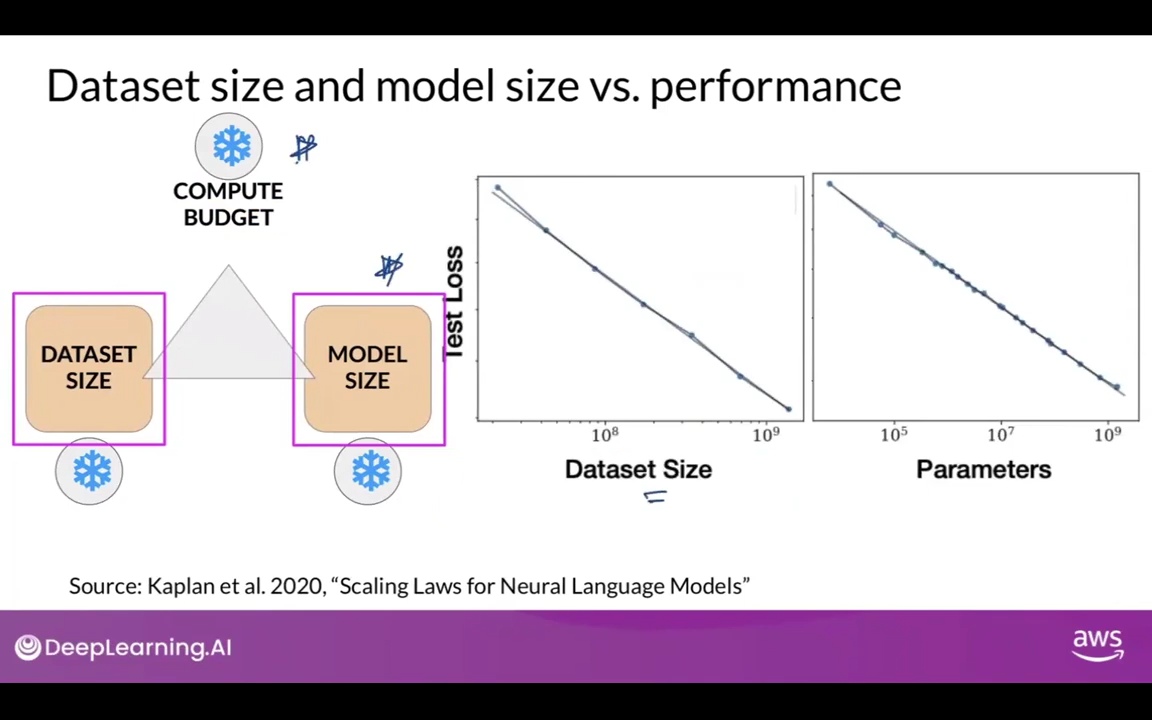 Dataset size and model size vs. performance
COMPUTE
BUDGET
DATASET
SIZE
MODEL
SIZE
Test Loss
10⁸
10⁹
Dataset Size
10⁵
10⁷
10⁹
Parameters
Source: Kaplan et al. 2020, “Scaling Laws for Neural Language Models”
DeepLearning.AI
aws